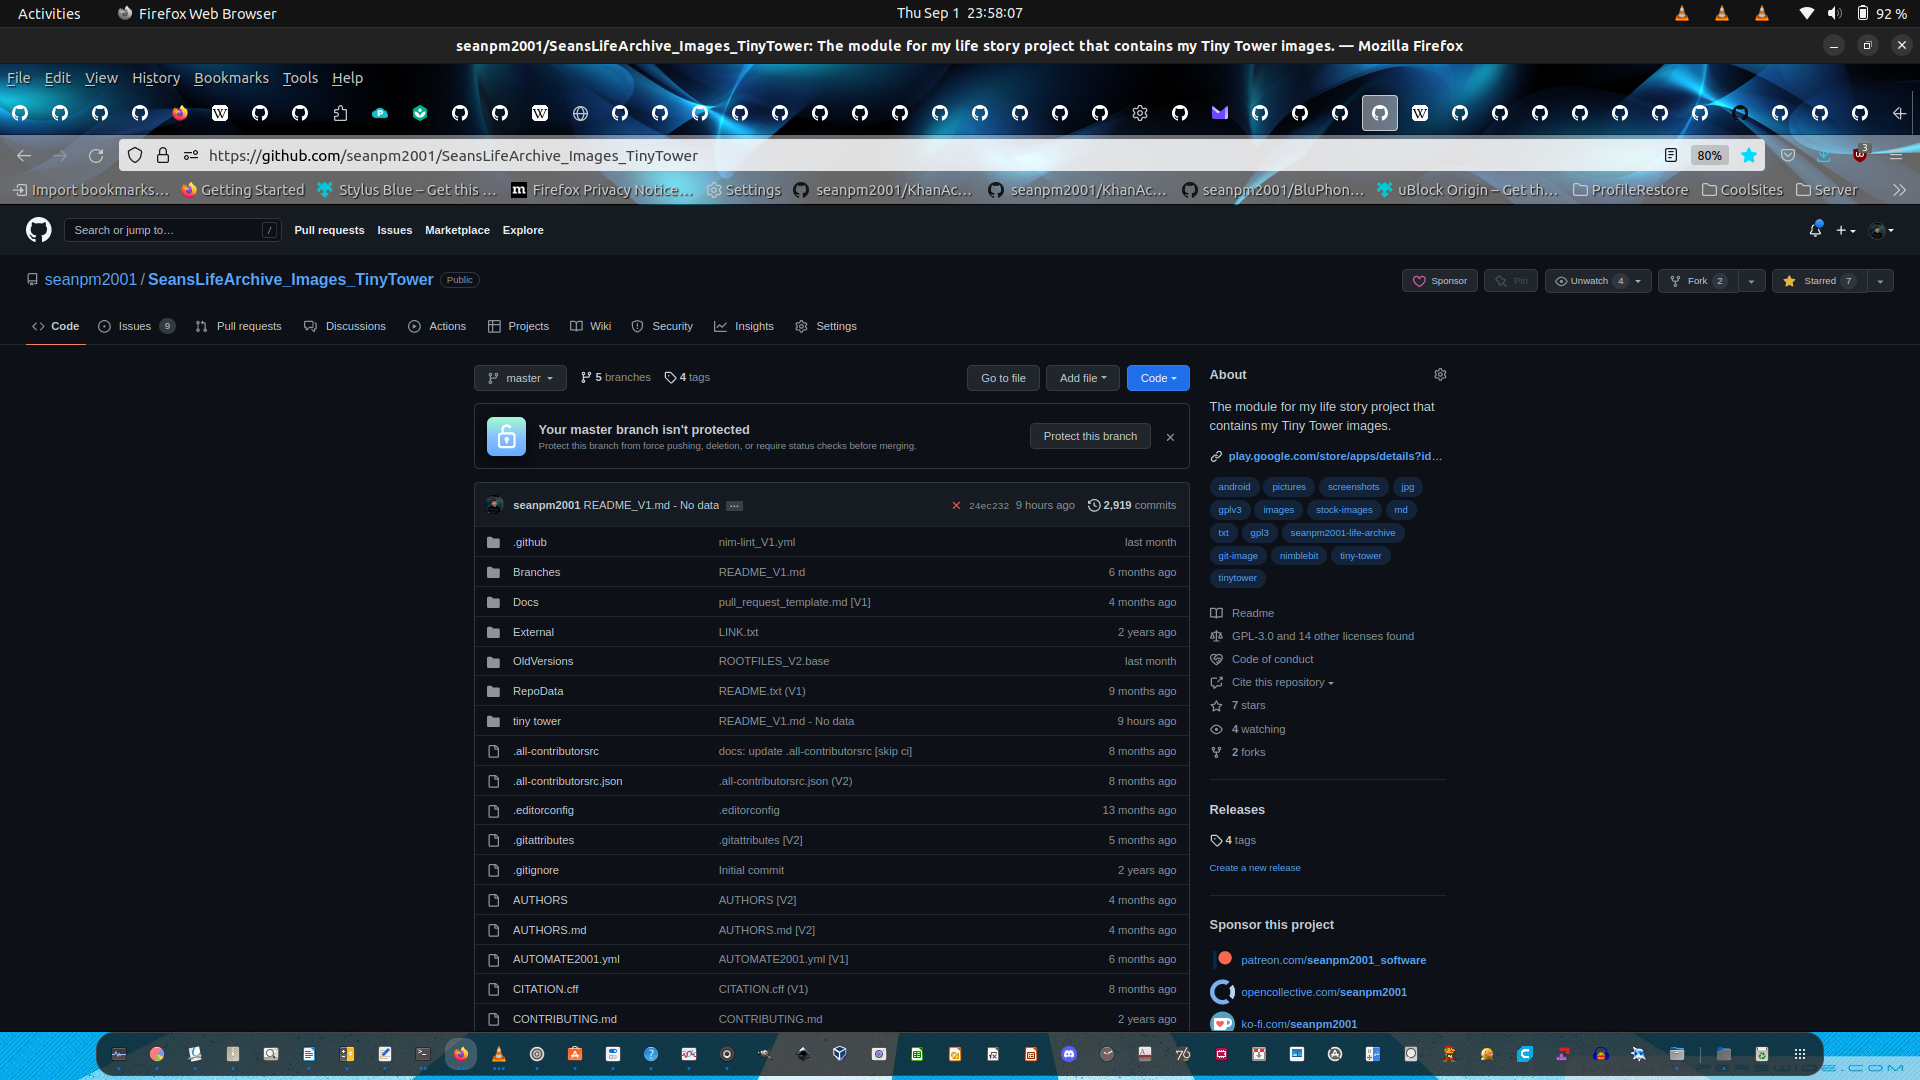 Activities Firefox Web Browser Thu Sep 1 23:58:07 92 %
seanpm2001/SeansLifeArchive_Images_TinyTower: The module for my life story project that contains my Tiny Tower images. — Mozilla Firefox
File Edit View History Bookmarks Tools Help
https://github.com/seanpm2001/SeansLifeArchive_Images_TinyTower 80% 3
Import bookmarks… Getting Started Stylus Blue – Get this … Firefox Privacy Notice… Settings seanpm2001/KhanAc… seanpm2001/KhanAc… seanpm2001/BluPhon… uBlock Origin – Get th… ProfileRestore CoolSites Server
Search or jump to… / Pull requests Issues Marketplace Explore
seanpm2001 / SeansLifeArchive_Images_TinyTower Public Sponsor Pin Unwatch 4 Fork 2 Starred 7
Code Issues 9 Pull requests Discussions Actions Projects Wiki Security Insights Settings
master 5 branches 4 tags Go to file Add file Code
Your master branch isn't protected
Protect this branch from force pushing, deletion, or require status checks before merging.
Protect this branch
seanpm2001 README_V1.md - No data ... 24ec232 9 hours ago 2,919 commits
.github nim-lint_V1.yml last month
Branches README_V1.md 6 months ago
Docs pull_request_template.md [V1] 4 months ago
External LINK.txt 2 years ago
OldVersions ROOTFILES_V2.base last month
RepoData README.txt (V1) 9 months ago
tiny tower README_V1.md - No data 9 hours ago
.all-contributorsrc docs: update .all-contributorsrc [skip ci] 8 months ago
.all-contributorsrc.json .all-contributorsrc.json (V2) 8 months ago
.editorconfig .editorconfig 13 months ago
.gitattributes .gitattributes [V2] 5 months ago
.gitignore Initial commit 2 years ago
AUTHORS AUTHORS [V2] 4 months ago
AUTHORS.md AUTHORS.md [V2] 4 months ago
AUTOMATE2001.yml AUTOMATE2001.yml [V1] 6 months ago
CITATION.cff CITATION.cff (V1) 8 months ago
CONTRIBUTING.md CONTRIBUTING.md 2 years ago
About
The module for my life story project that
contains my Tiny Tower images.
play.google.com/store/apps/details?id…
android pictures screenshots jpg
gplv3 images stock-images md
txt gpl3 seanpm2001-life-archive
git-image nimblebit tiny-tower
tinytower
Readme
GPL-3.0 and 14 other licenses found
Code of conduct
Cite this repository
7 stars
4 watching
2 forks
Releases
4 tags
Create a new release
Sponsor this project
patreon.com/seanpm2001_software
opencollective.com/seanpm2001
ko-fi.com/seanpm2001